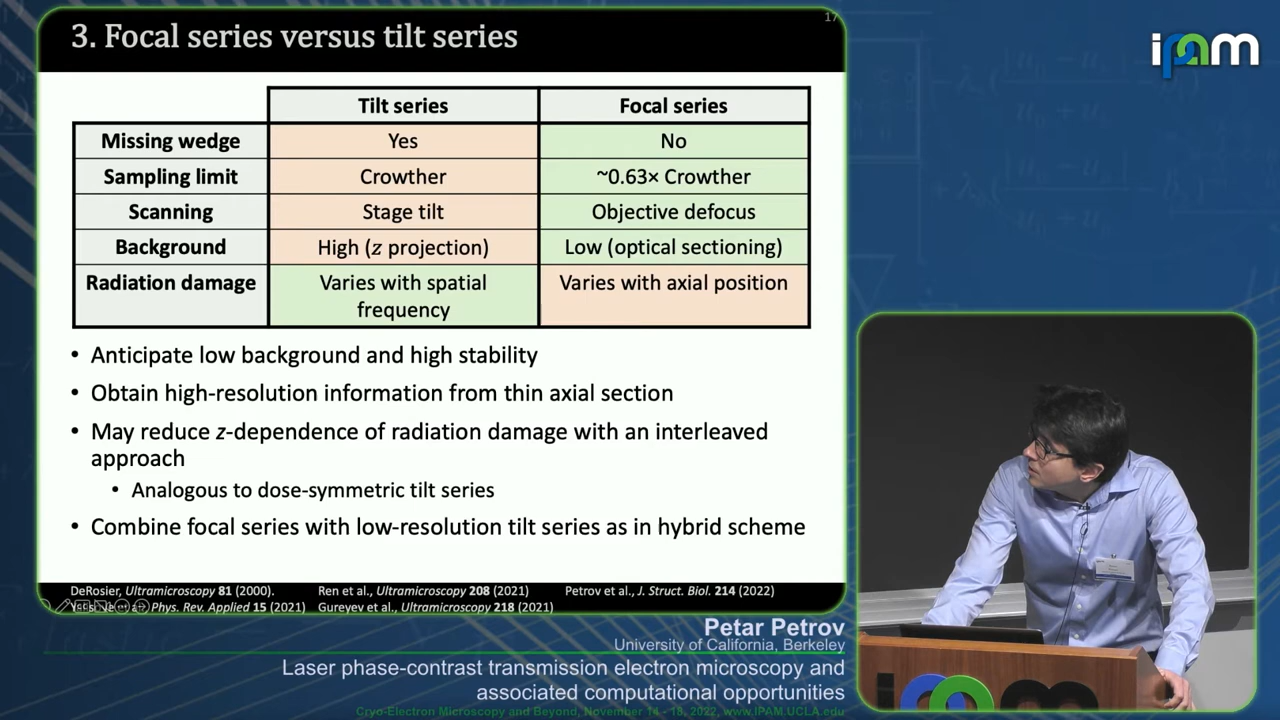 17
3. Focal series versus tilt series
ipam
Tilt series Focal series
Missing wedge Yes No
Sampling limit Crowther ~0.63× Crowther
Scanning Stage tilt Objective defocus
Background High (z projection) Low (optical sectioning)
Radiation damage Varies with spatial frequency Varies with axial position
• Anticipate low background and high stability
• Obtain high-resolution information from thin axial section
• May reduce z-dependence of radiation damage with an interleaved
approach
• Analogous to dose-symmetric tilt series
• Combine focal series with low-resolution tilt series as in hybrid scheme
DeRosier, Ultramicroscopy 81 (2000). Ren et al., Ultramicroscopy 208 (2021) Petrov et al., J. Struct. Biol. 214 (2022)
Phys. Rev. Applied 15 (2021) Gureyev et al., Ultramicroscopy 218 (2021)
Petar Petrov
University of California, Berkeley
Laser phase-contrast transmission electron microscopy and
associated computational opportunities
Cryo-Electron Microscopy and Beyond, November 14 - 18, 2022, www.IPAM.UCLA.edu